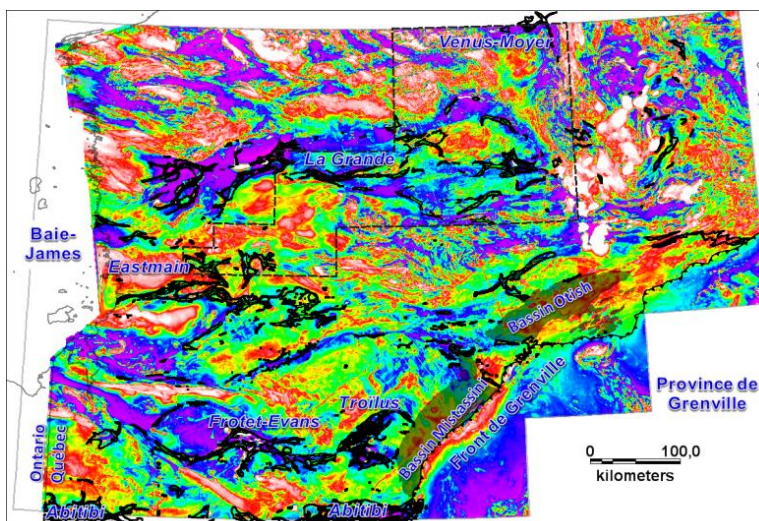 Venus-Moyer
La Grande
Baie-
James
Eastmain
Bassin Otish
Province de
Grenville
Troilus
Frotet-Evans
Bassin Mistassini
Front de Grenville
Ontario
Québec
0 100,0
kilometers
Abitibi
Abitibi